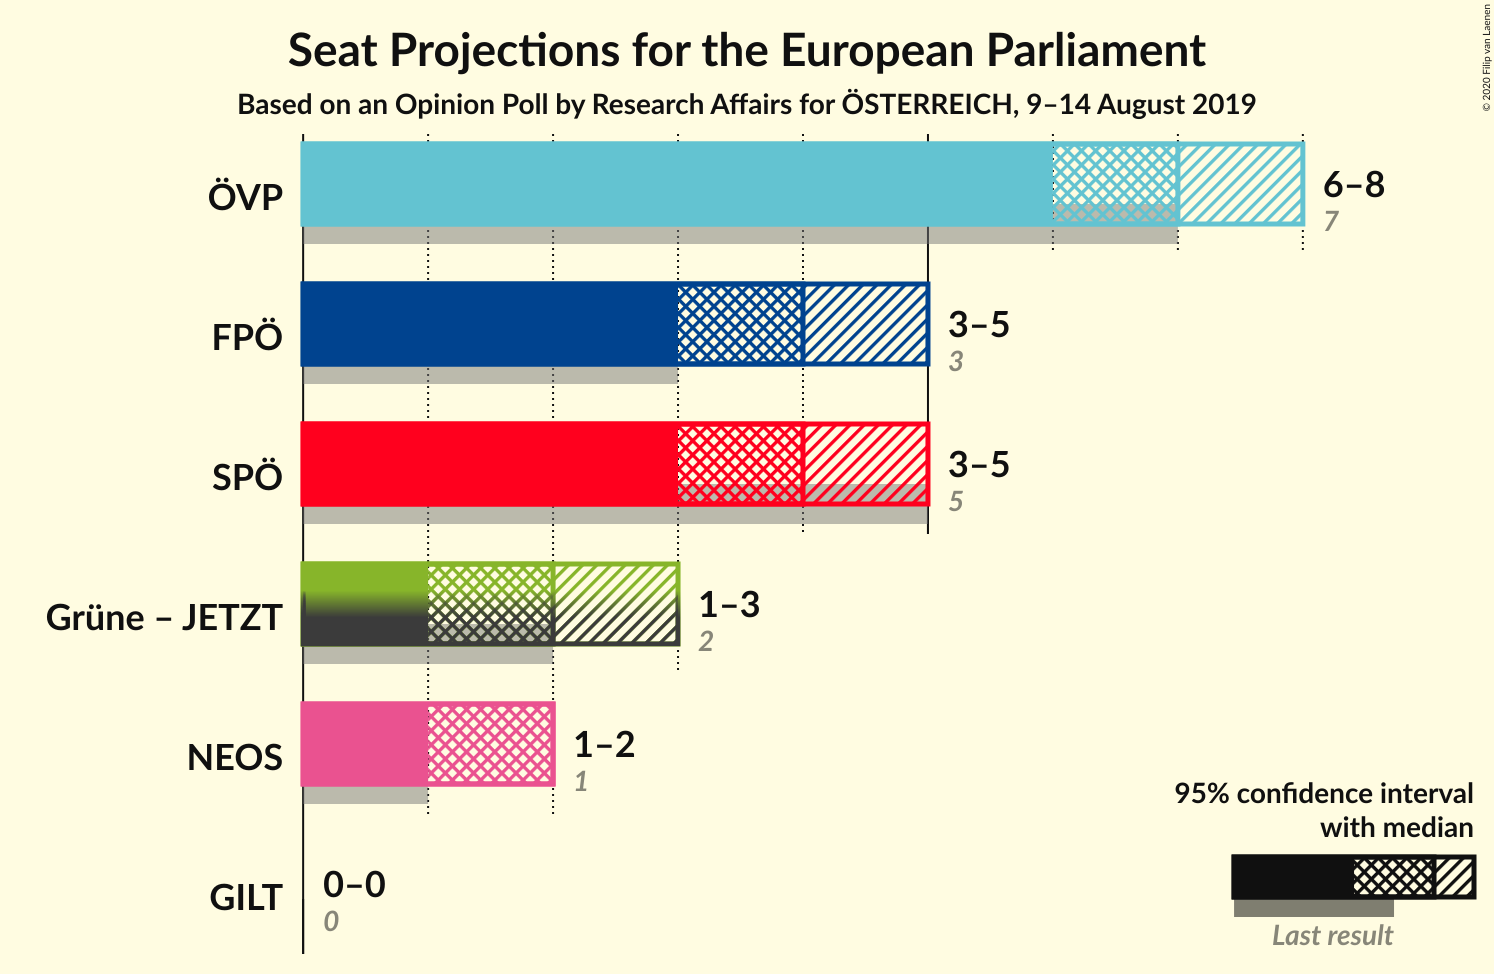 Seat Projections for the European Parliament
Based on an Opinion Poll by Research Affairs for ÖSTERREICH, 9–14 August 2019
© 2020 Filip van Laenen
ÖVP
6–8
7
FPÖ
3–5
3
SPÖ
3–5
5
Grüne – JETZT
1–3
2
NEOS
1–2
1
GILT
0–0
0
95% confidence interval
with median
Last result